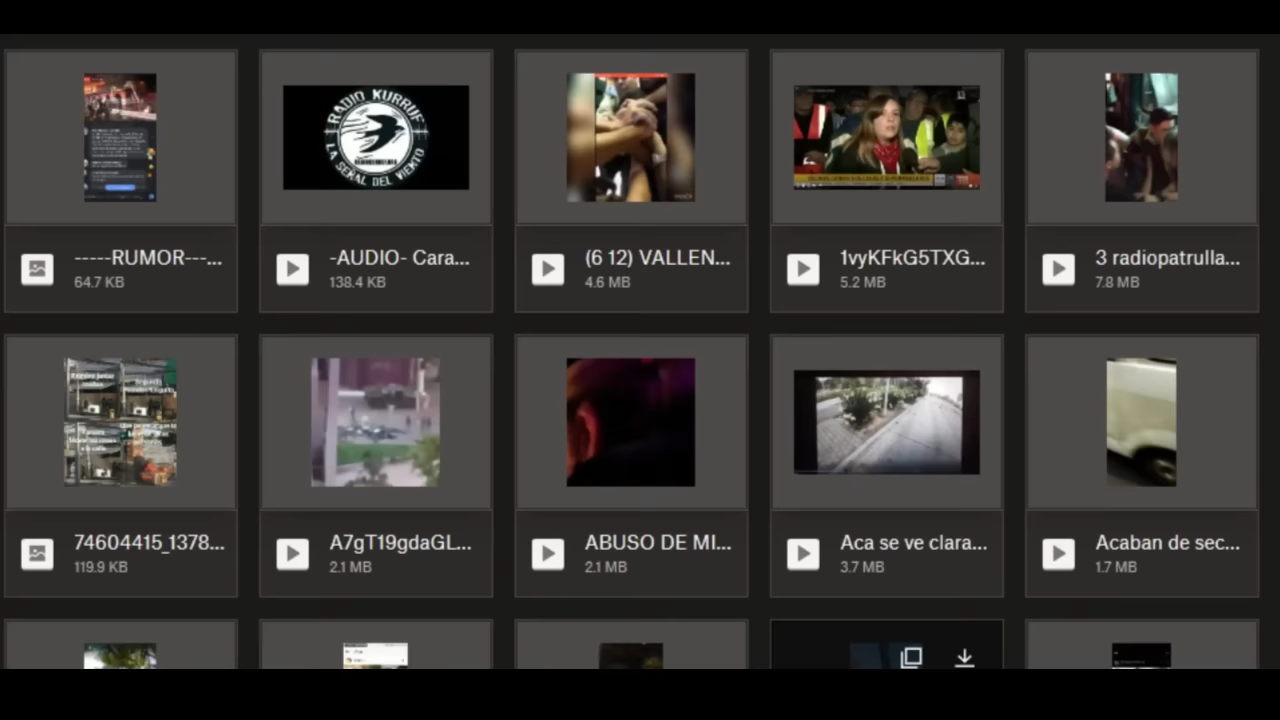 RADIO KURRUF
LA SEÑAL DEL VIENTO
-----RUMOR---...
64.7 KB
-AUDIO- Cara...
138.4 KB
(6 12) VALLEN...
4.6 MB
1vyKFkG5TXG...
5.2 MB
3 radiopatrulla...
7.8 MB
74604415_1378...
119.9 KB
A7gT19gdaGL...
2.1 MB
ABUSO DE MI...
2.1 MB
Aca se ve clara...
3.7 MB
Acaban de sec...
1.7 MB